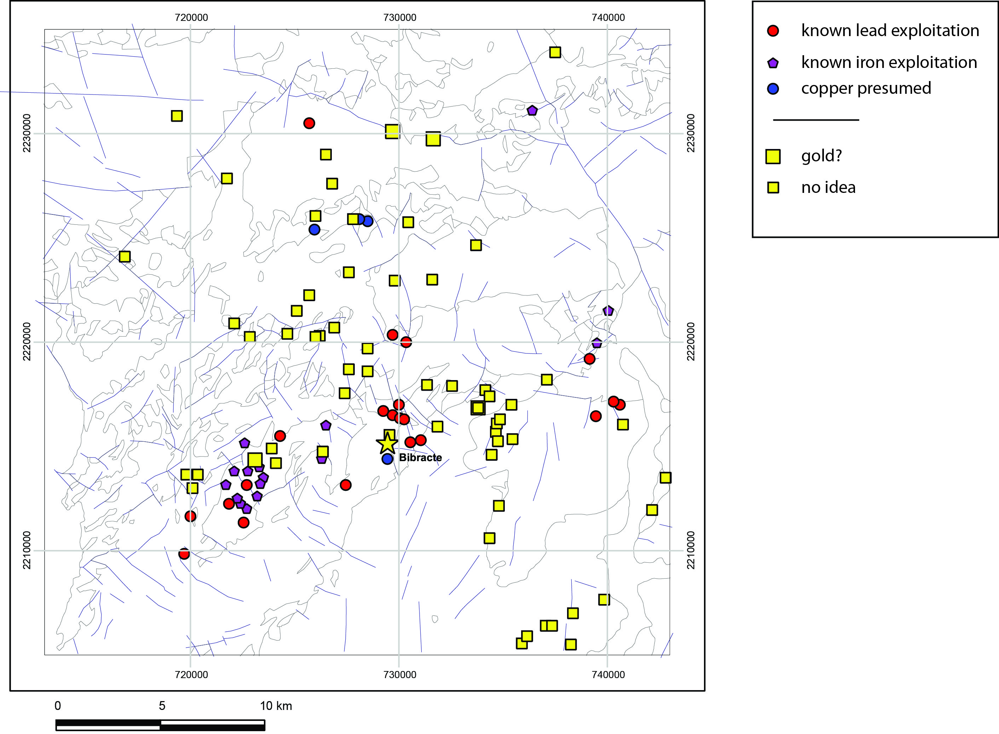 720000 730000 740000
known lead exploitation
known iron exploitation
copper presumed
2230000 2230000
gold?
no idea
2220000 2220000
Bibracte
2210000 2210000
720000 730000 740000
0 5 10 km